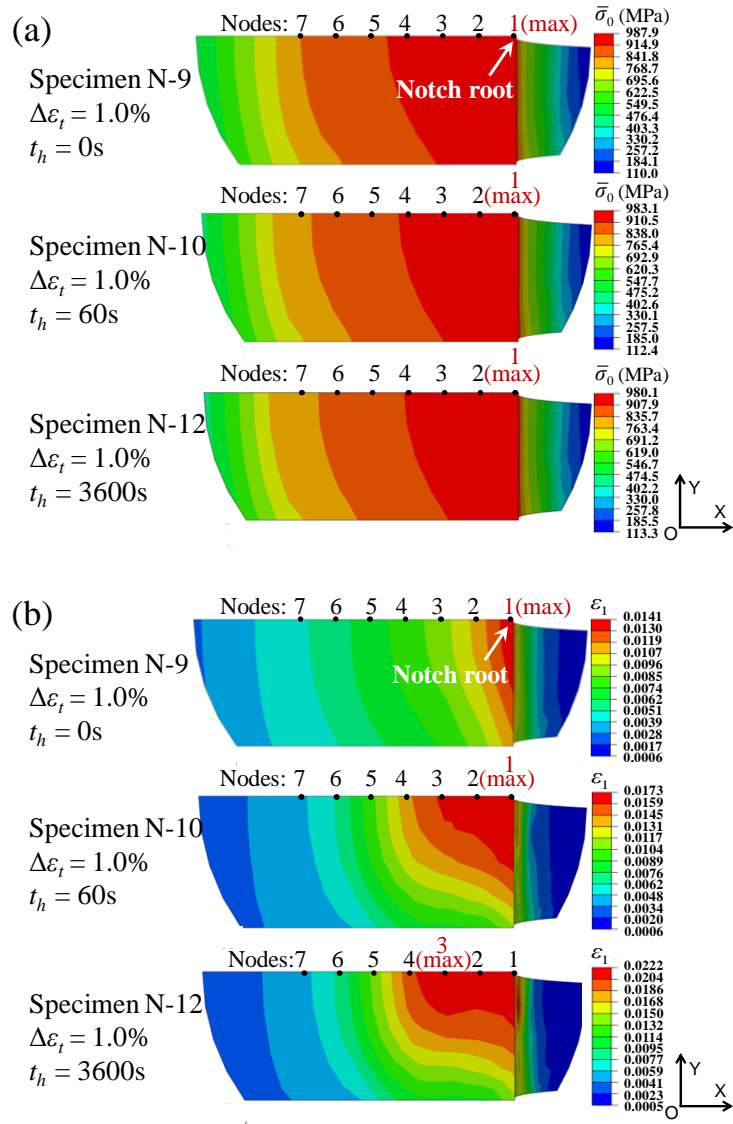 (a)
Nodes: 7 6 5 4 3 2 1(max)
Notch root
Specimen N-9
Δε_t = 1.0%
t_h = 0s
σ̄₀ (MPa)
987.9
914.9
841.8
768.7
695.6
622.5
549.5
476.4
403.3
330.2
257.2
184.1
110.0
1
Nodes: 7 6 5 4 3 2(max)
Specimen N-10
Δε_t = 1.0%
t_h = 60s
σ̄₀ (MPa)
983.1
910.5
838.0
765.4
692.9
620.3
547.7
475.2
402.6
330.1
257.5
185.0
112.4
1
Nodes: 7 6 5 4 3 2(max)
Specimen N-12
Δε_t = 1.0%
t_h = 3600s
σ̄₀ (MPa)
980.1
907.9
835.7
763.4
691.2
619.0
546.7
474.5
402.2
330.0
257.8
185.5
113.3
Y
O
X
(b)
Nodes: 7 6 5 4 3 2 1(max)
Notch root
Specimen N-9
Δε_t = 1.0%
t_h = 0s
ε₁
0.0141
0.0130
0.0119
0.0107
0.0096
0.0085
0.0074
0.0062
0.0051
0.0039
0.0028
0.0017
0.0006
1
Nodes: 7 6 5 4 3 2(max)
Specimen N-10
Δε_t = 1.0%
t_h = 60s
ε₁
0.0173
0.0159
0.0145
0.0131
0.0117
0.0104
0.0089
0.0076
0.0062
0.0048
0.0034
0.0020
0.0006
3
Nodes:7 6 5 4(max) 2 1
Specimen N-12
Δε_t = 1.0%
t_h = 3600s
ε₁
0.0222
0.0204
0.0186
0.0168
0.0150
0.0132
0.0114
0.0095
0.0077
0.0059
0.0041
0.0023
0.0005
Y
O
X